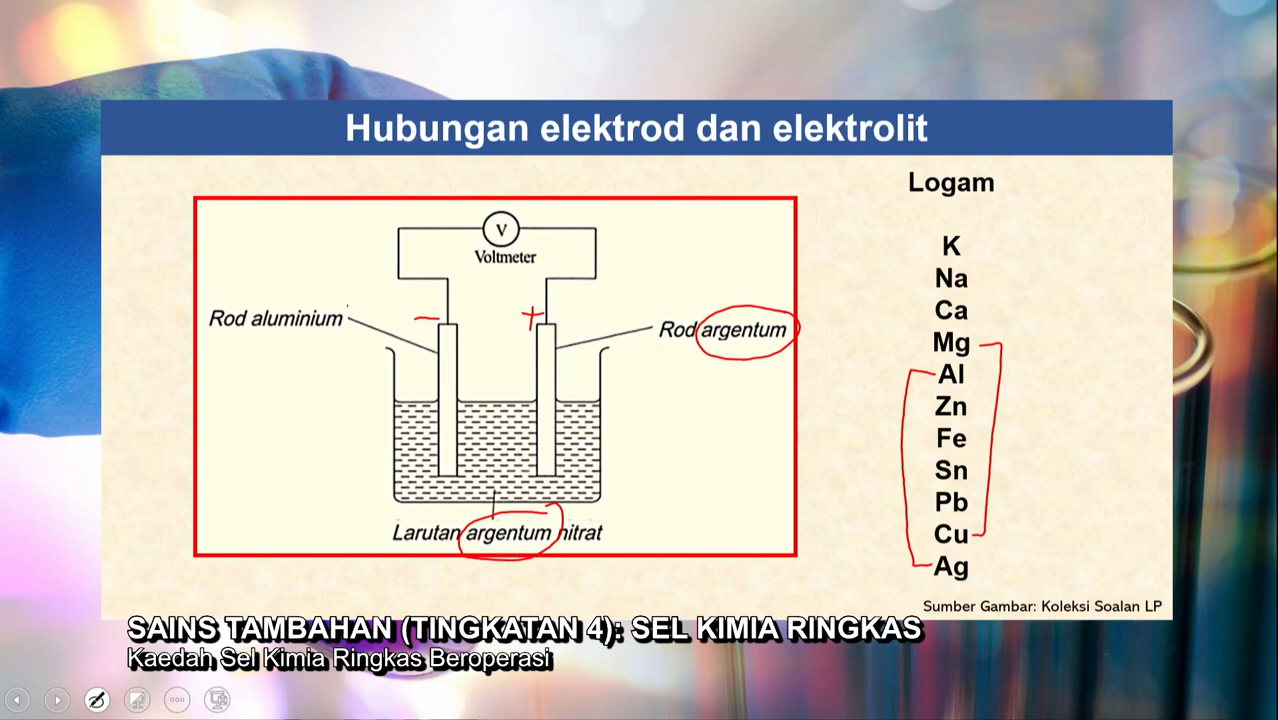 Hubungan elektrod dan elektrolit
Logam
V
Voltmeter
K
Na
Rod aluminium
−
+
Ca
Rod argentum
Mg
Al
Zn
Fe
Sn
Pb
Larutan argentum nitrat
Cu
Ag
Sumber Gambar: Koleksi Soalan LP
SAINS TAMBAHAN (TINGKATAN 4): SEL KIMIA RINGKAS
Kaedah Sel Kimia Ringkas Beroperasi